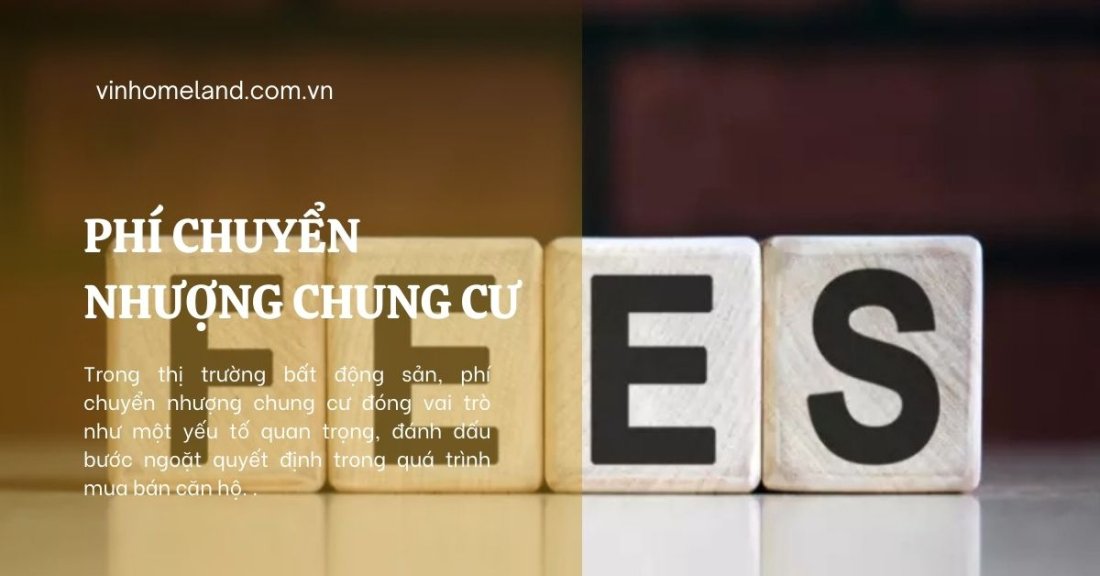 vinhomeland.com.vn
PHÍ CHUYỂN
NHƯỢNG CHUNG CƯ
Trong thị trường bất động sản, phí
chuyển nhượng chung cư đóng vai trò
như một yếu tố quan trọng, đánh dấu
bước ngoặt quyết định trong quá trình
mua bán căn hộ. .
FEES